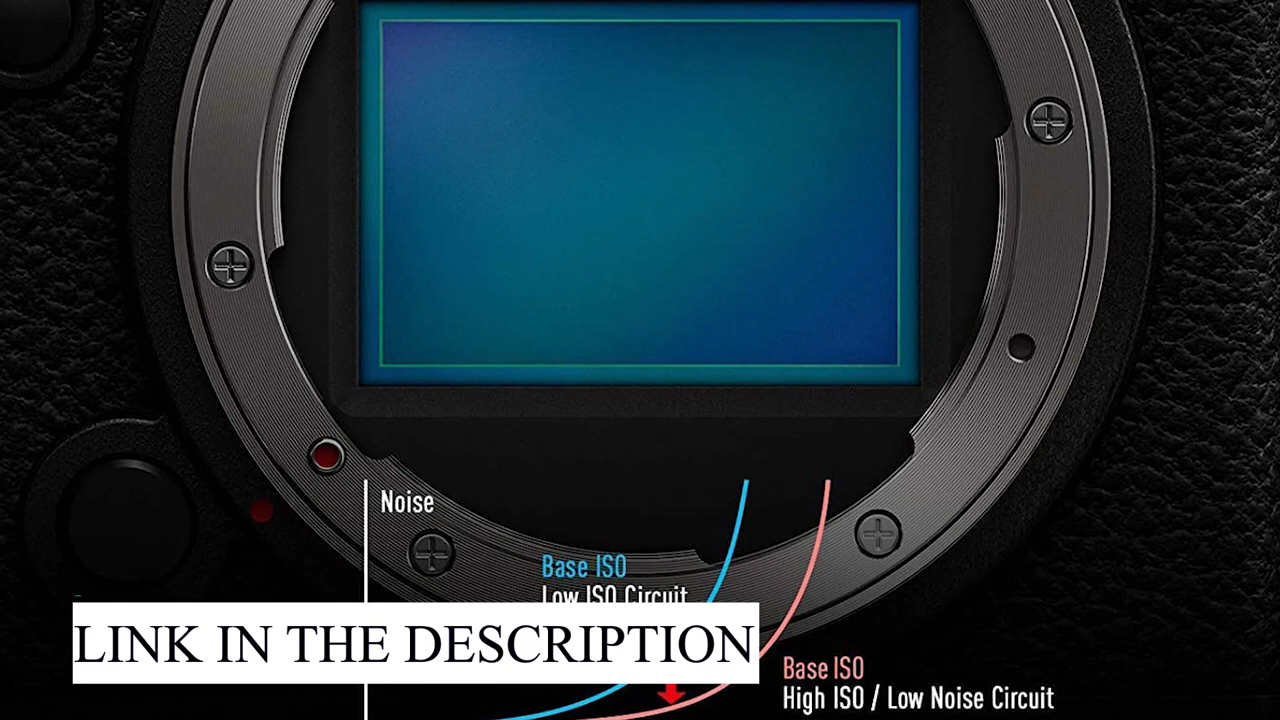 Noise
Base ISO
Low ISO Circuit
LINK IN THE DESCRIPTION
Base ISO
High ISO / Low Noise Circuit